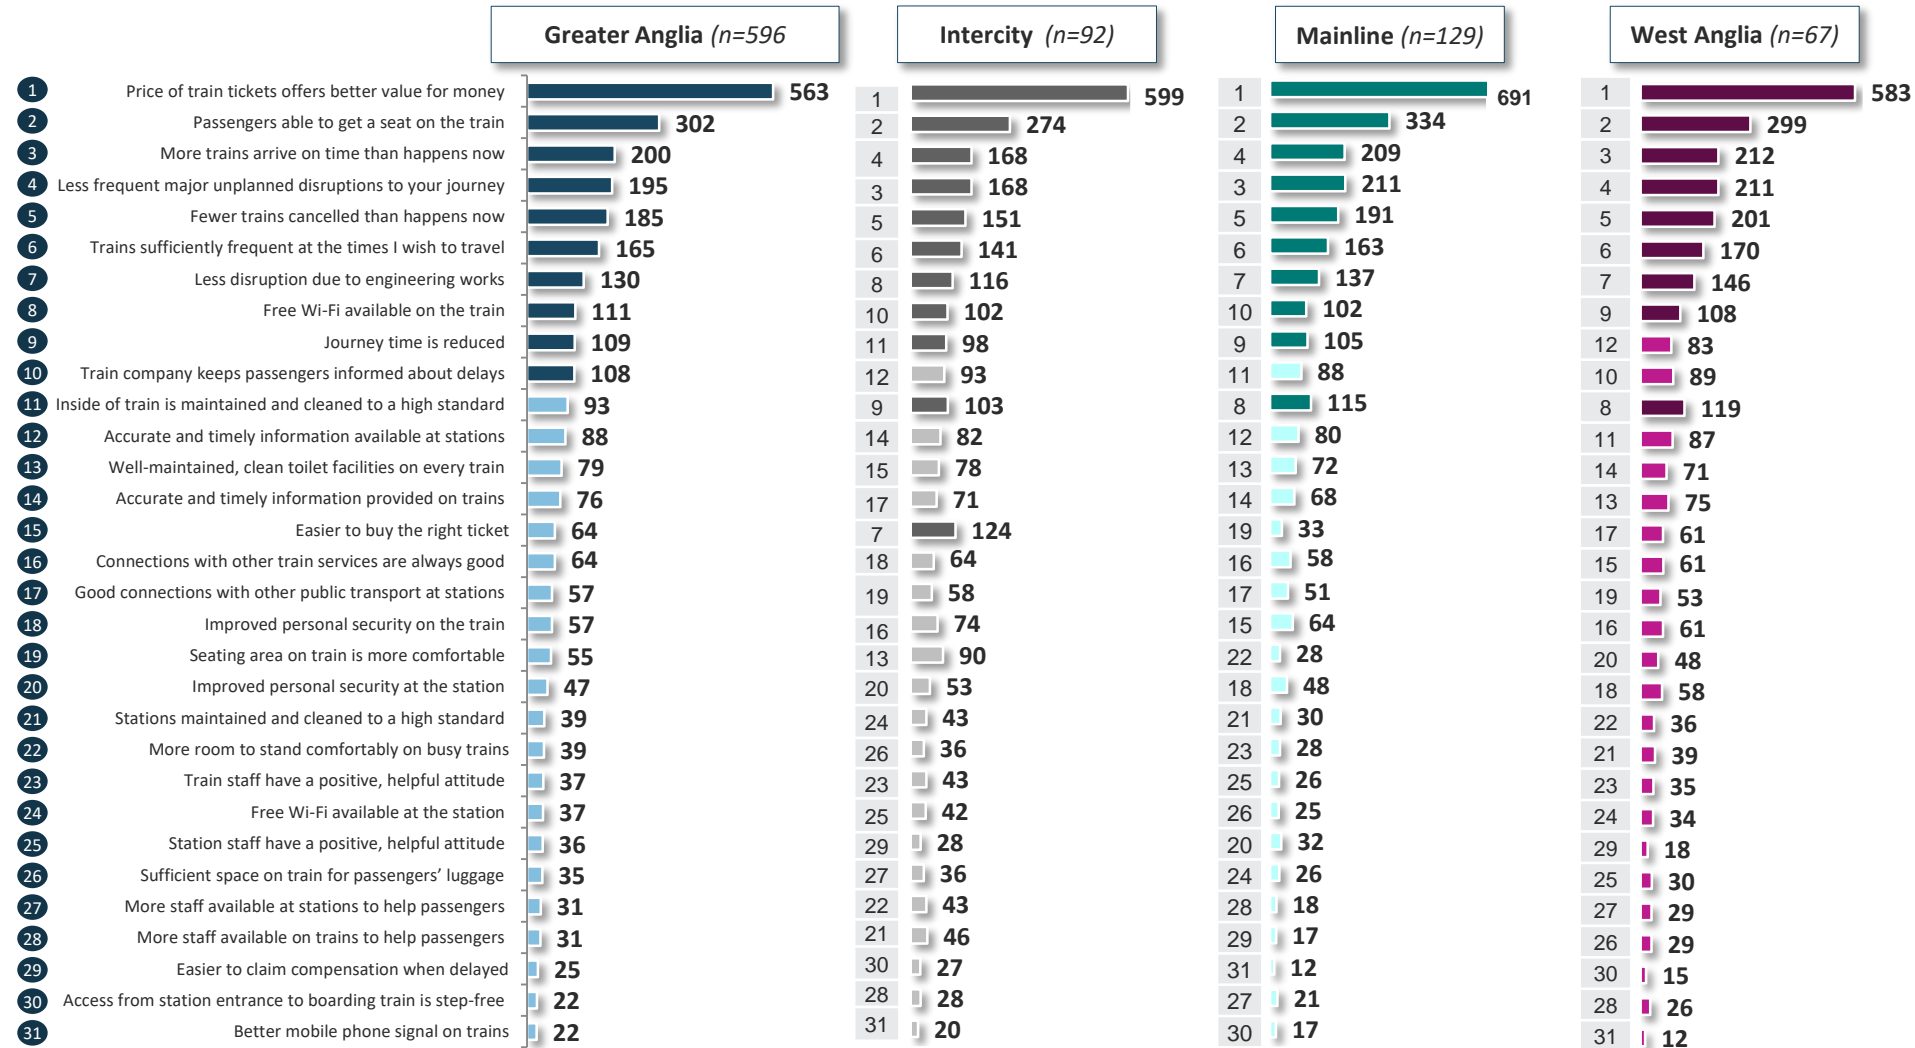 Greater Anglia (n=596 Intercity (n=92) Mainline (n=129) West Anglia (n=67)
1 Price of train tickets offers better value for money 563 1 599 1 691 1 583
2 Passengers able to get a seat on the train 302 2 274 2 334 2 299
3 More trains arrive on time than happens now 200 4 168 4 209 3 212
4 Less frequent major unplanned disruptions to your journey 195 3 168 3 211 4 211
5 Fewer trains cancelled than happens now 185 5 151 5 191 5 201
6 Trains sufficiently frequent at the times I wish to travel 165 6 141 6 163 6 170
7 Less disruption due to engineering works 130 8 116 7 137 7 146
8 Free Wi-Fi available on the train 111 10 102 10 102 9 108
9 Journey time is reduced 109 11 98 9 105 12 83
10 Train company keeps passengers informed about delays 108 12 93 11 88 10 89
11 Inside of train is maintained and cleaned to a high standard 93 9 103 8 115 8 119
12 Accurate and timely information available at stations 88 14 82 12 80 11 87
13 Well-maintained, clean toilet facilities on every train 79 15 78 13 72 14 71
14 Accurate and timely information provided on trains 76 17 71 14 68 13 75
15 Easier to buy the right ticket 64 7 124 19 33 17 61
16 Connections with other train services are always good 64 18 64 16 58 15 61
17 Good connections with other public transport at stations 57 19 58 17 51 19 53
18 Improved personal security on the train 57 16 74 15 64 16 61
19 Seating area on train is more comfortable 55 13 90 22 28 20 48
20 Improved personal security at the station 47 20 53 18 48 18 58
21 Stations maintained and cleaned to a high standard 39 24 43 21 30 22 36
22 More room to stand comfortably on busy trains 39 26 36 23 28 21 39
23 Train staff have a positive, helpful attitude 37 23 43 25 26 23 35
24 Free Wi-Fi available at the station 37 25 42 26 25 24 34
25 Station staff have a positive, helpful attitude 36 29 28 20 32 29 18
26 Sufficient space on train for passengers' luggage 35 27 36 24 26 25 30
27 More staff available at stations to help passengers 31 22 43 28 18 27 29
28 More staff available on trains to help passengers 31 21 46 29 17 26 29
29 Easier to claim compensation when delayed 25 30 27 31 12 30 15
30 Access from station entrance to boarding train is step-free 22 28 28 27 21 28 26
31 Better mobile phone signal on trains 22 31 20 30 17 31 12